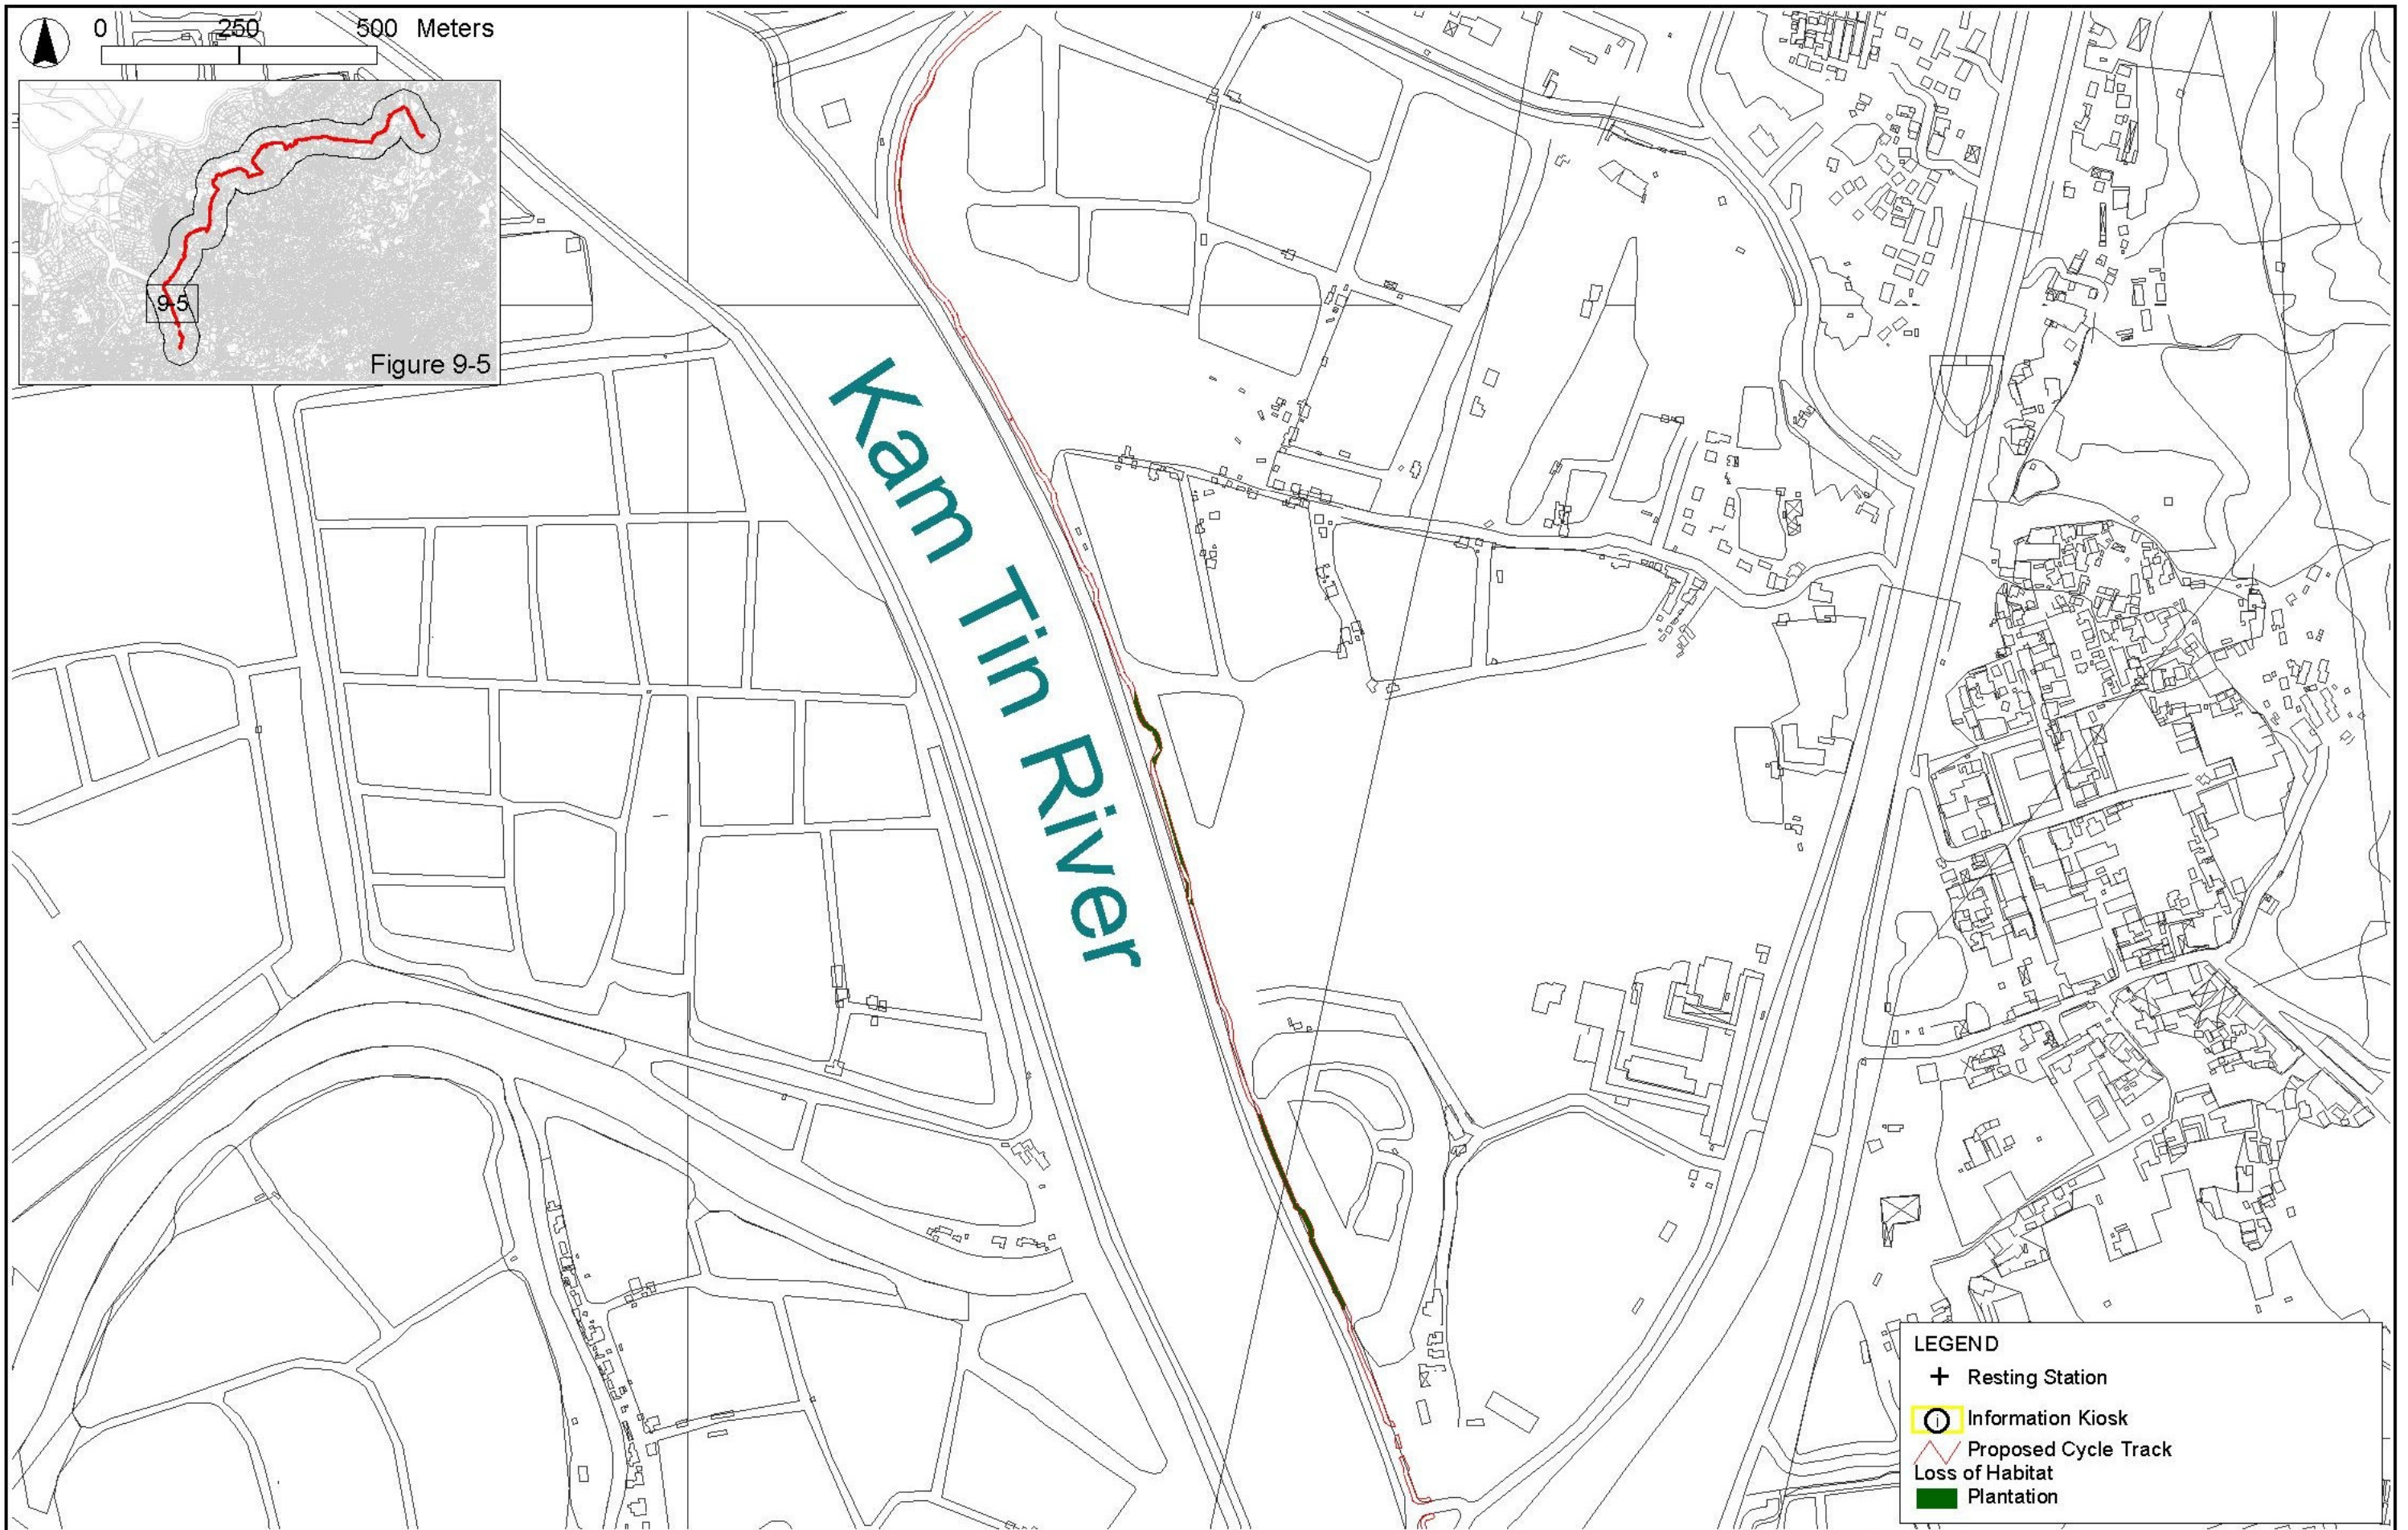 0 250 500 Meters
9-5
Figure 9-5
Kam Tin River
LEGEND
Resting Station
i Information Kiosk
Proposed Cycle Track
Loss of Habitat
Plantation